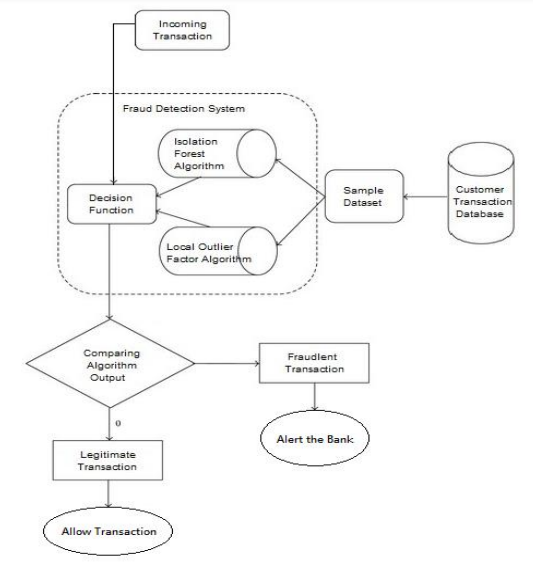 Incoming
Transaction
Fraud Detection System
Isolation
Forest
Algorithm
Decision
Function
Sample
Dataset
Customer
Transaction
Database
Local Outlier
Factor Algorithm
Comparing
Algorithm
Output
Fraudlent
Transaction
0
Alert the Bank
Legitimate
Transaction
Allow Transaction